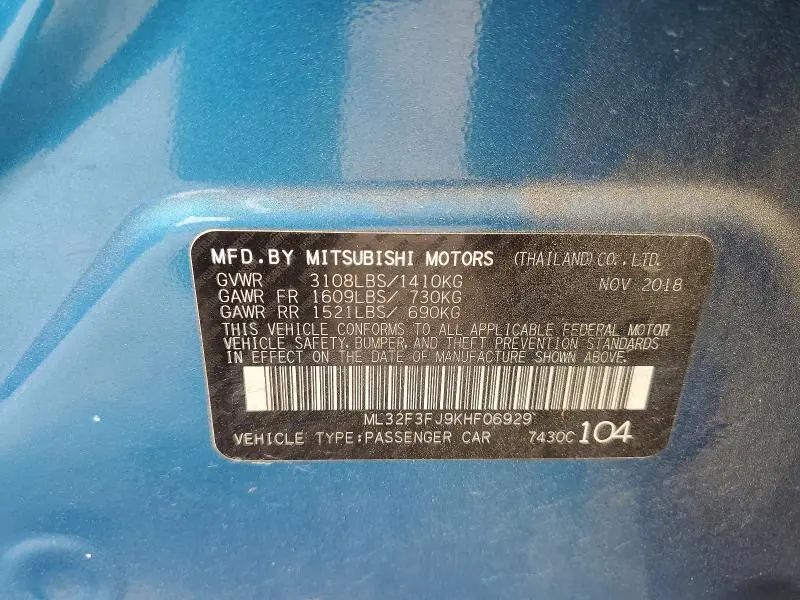 MFD.BY MITSUBISHI MOTORS (THAILAND)CO.,LTD.
GVWR 3108LBS/1410KG NOV 2018
GAWR FR 1609LBS/ 730KG
GAWR RR 1521LBS/ 690KG
THIS VEHICLE CONFORMS TO ALL APPLICABLE FEDERAL MOTOR
VEHICLE SAFETY, BUMPER, AND THEFT PREVENTION STANDARDS
IN EFFECT ON THE DATE OF MANUFACTURE SHOWN ABOVE.
ML32F3FJ9KHF06929
VEHICLE TYPE:PASSENGER CAR 7430C 104